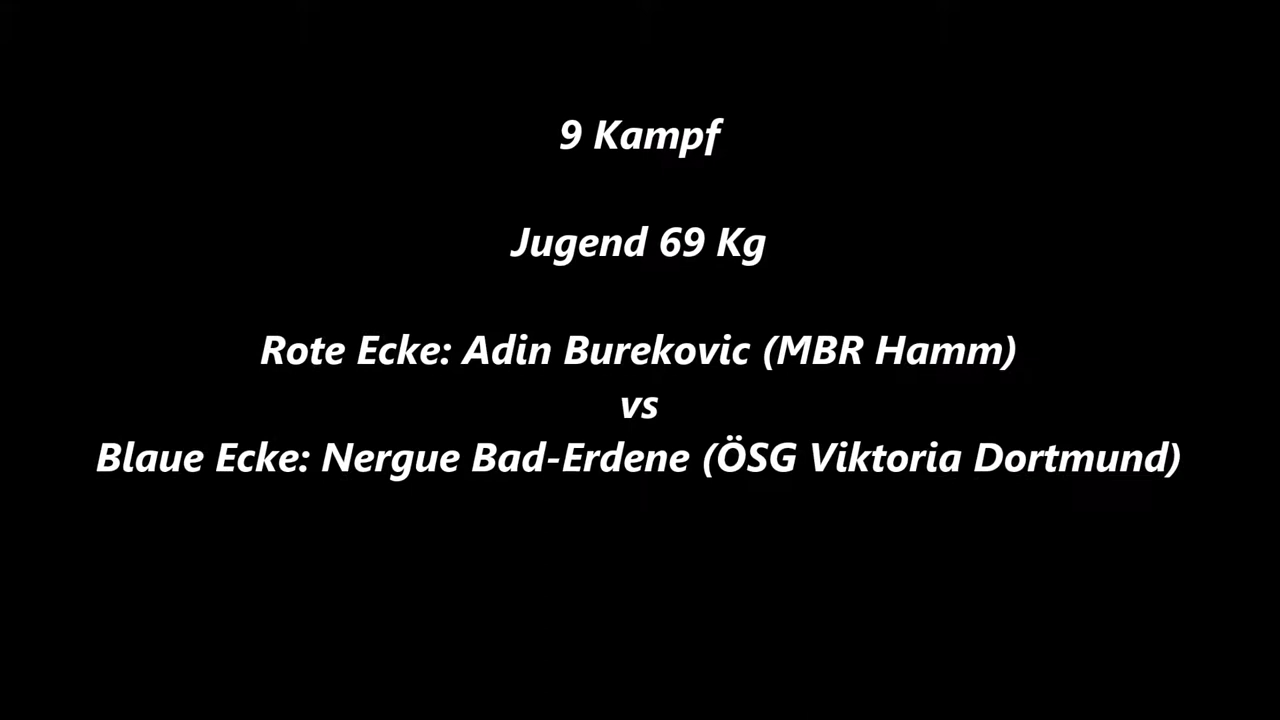 9 Kampf
Jugend 69 Kg
Rote Ecke: Adin Burekovic (MBR Hamm)
vs
Blaue Ecke: Nergue Bad-Erdene (ÖSG Viktoria Dortmund)